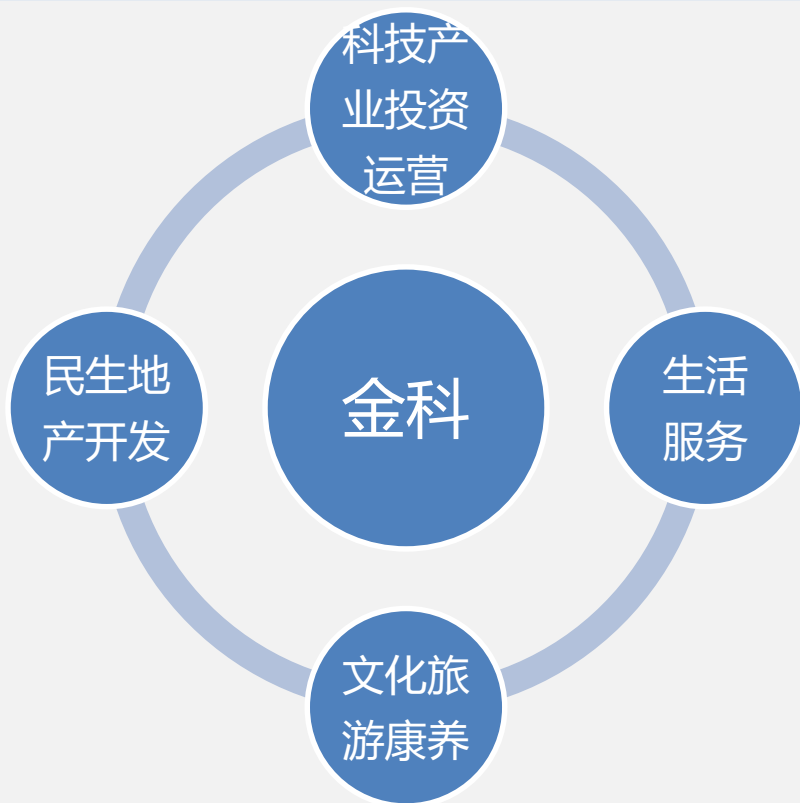 科技产
业投资
运营
民生地
产开发
金科
生活
服务
文化旅
游康养